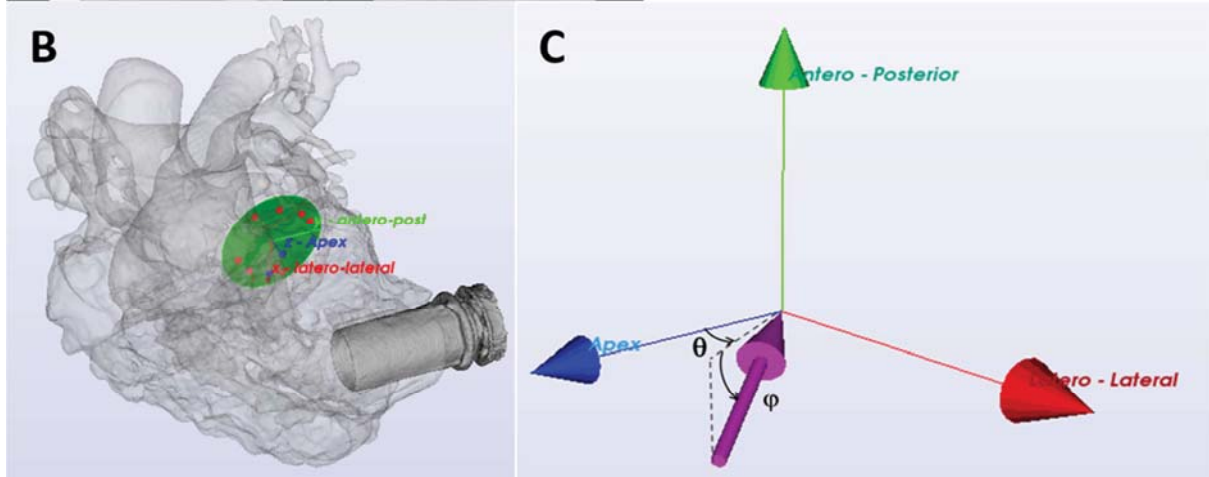 B
C
Antero - Posterior
- antero-post
z - Apex
x - latero-lateral
Apex
θ
φ
Latero - Lateral